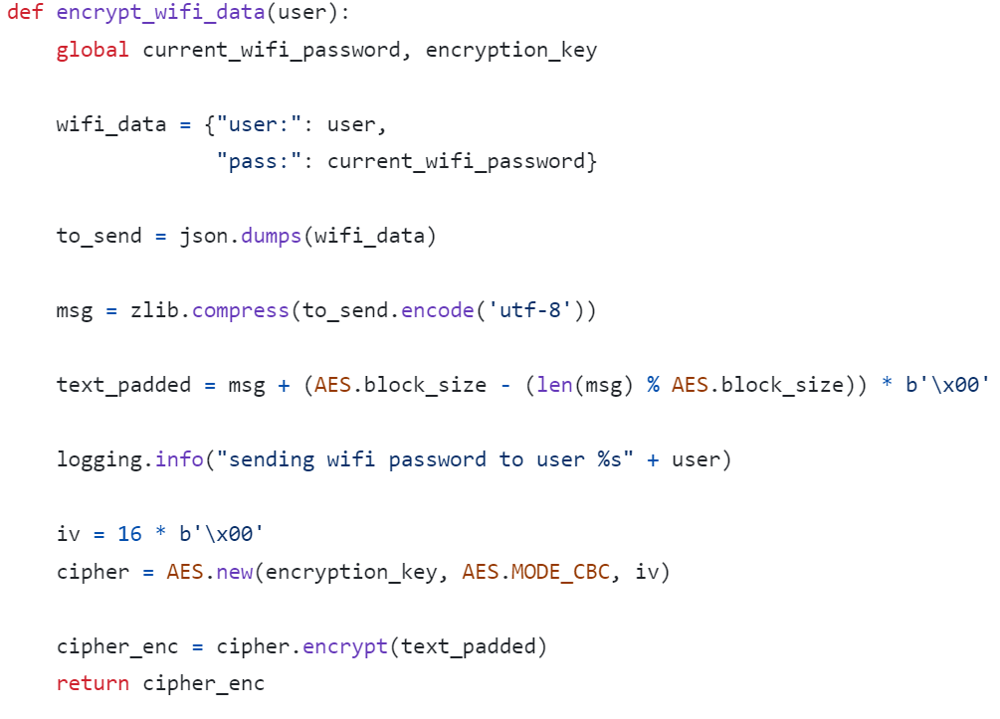 def encrypt_wifi_data(user):
    global current_wifi_password, encryption_key
    wifi_data = {"user:": user,
                 "pass:": current_wifi_password}
    to_send = json.dumps(wifi_data)
    msg = zlib.compress(to_send.encode('utf-8'))
    text_padded = msg + (AES.block_size - (len(msg) % AES.block_size)) * b'\x00'
    logging.info("sending wifi password to user %s" + user)
    iv = 16 * b'\x00'
    cipher = AES.new(encryption_key, AES.MODE_CBC, iv)
    cipher_enc = cipher.encrypt(text_padded)
    return cipher_enc